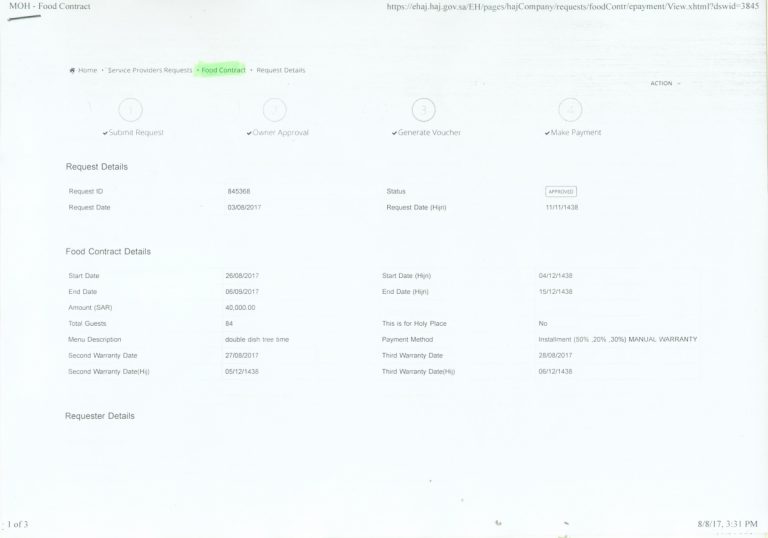 MOH - Food Contract https://ehaj.haj.gov.sa/EH/pages/hajCompany/requests/foodContr/epayment/View.xhtml?dswid=3845
Home • Service Providers Requests • Food Contract • Request Details
ACTION
1 2 3 4
Submit Request Owner Approval Generate Voucher Make Payment
Request Details
Request ID 845368 Status APPROVED
Request Date 03/08/2017 Request Date (Hijri) 11/11/1438
Food Contract Details
Start Date 26/08/2017 Start Date (Hijri) 04/12/1438
End Date 06/09/2017 End Date (Hijri) 15/12/1438
Amount (SAR) 40,000.00
Total Guests 84 This is for Holy Place No
Menu Description double dish tree time Payment Method Installment (50% ,20% ,30%) MANUAL WARRANTY
Second Warranty Date 27/08/2017 Third Warranty Date 28/08/2017
Second Warranty Date(Hij) 05/12/1438 Third Warranty Date(Hij) 06/12/1438
Requester Details
1 of 3 8/8/17, 3:31 PM